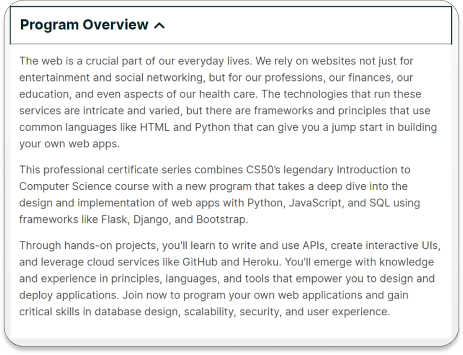 Program Overview
The web is a crucial part of our everyday lives. We rely on websites not just for
entertainment and social networking, but for our professions, our finances, our
education, and even aspects of our health care. The technologies that run these
services are intricate and varied, but there are frameworks and principles that use
common languages like HTML and Python that can give you a jump start in building
your own web apps.
This professional certificate series combines CS50's legendary Introduction to
Computer Science course with a new program that takes a deep dive into the
design and implementation of web apps with Python, JavaScript, and SQL using
frameworks like Flask, Django, and Bootstrap.
Through hands-on projects, you'll learn to write and use APIs, create interactive UIs,
and leverage cloud services like GitHub and Heroku. You'll emerge with knowledge
and experience in principles, languages, and tools that empower you to design and
deploy applications. Join now to program your own web applications and gain
critical skills in database design, scalability, security, and user experience.